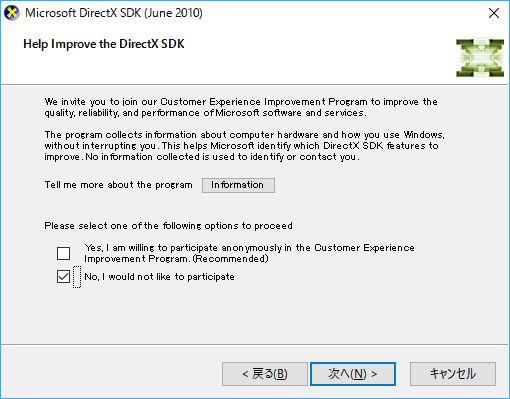 Microsoft DirectX SDK (June 2010)
Help Improve the DirectX SDK
We invite you to join our Customer Experience Improvement Program to improve the
quality, reliability, and performance of Microsoft software and services.
The program collects information about computer hardware and how you use Windows,
without interrupting you. This helps Microsoft identify which DirectX SDK features to
improve. No information collected is used to identify or contact you.
Tell me more about the program
Information
Please select one of the following options to proceed
Yes, I am willing to participate anonymously in the Customer Experience
Improvement Program. (Recommended)
No, I would not like to participate
< 戻る(B)
次へ(N) >
キャンセル